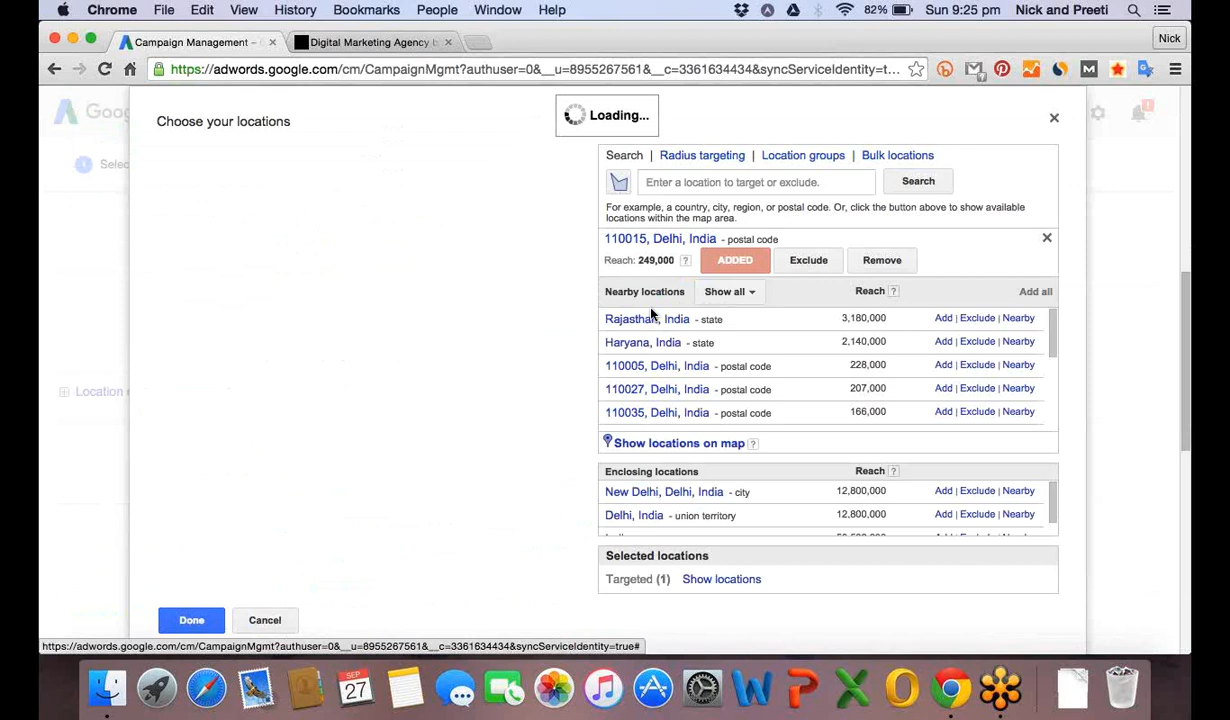 Chrome File Edit View History Bookmarks People Window Help 82% Sun 9:25 pm Nick and Preeti
Campaign Management – Digital Marketing Agency Nick
https://adwords.google.com/cm/CampaignMgmt?authuser=0&__u=8955267561&__c=3361634434&syncServiceIdentity=t...
Goo
Choose your locations
Loading...
Selec
Search | Radius targeting | Location groups | Bulk locations
Enter a location to target or exclude. Search
For example, a country, city, region, or postal code. Or, click the button above to show available
locations within the map area.
110015, Delhi, India - postal code
Reach: 249,000 ? ADDED Exclude Remove
Nearby locations Show all Reach ? Add all
Rajasthan, India - state 3,180,000 Add | Exclude | Nearby
Haryana, India - state 2,140,000 Add | Exclude | Nearby
110005, Delhi, India - postal code 228,000 Add | Exclude | Nearby
110027, Delhi, India - postal code 207,000 Add | Exclude | Nearby
110035, Delhi, India - postal code 166,000 Add | Exclude | Nearby
Location
Show locations on map ?
Enclosing locations Reach ?
New Delhi, Delhi, India - city 12,800,000 Add | Exclude | Nearby
Delhi, India - union territory 12,800,000 Add | Exclude | Nearby
Selected locations
Targeted (1) Show locations
Done Cancel
https://adwords.google.com/cm/CampaignMgmt?authuser=0&__u=8955267561&__c=3361634434&syncServiceIdentity=true#
SEP
27